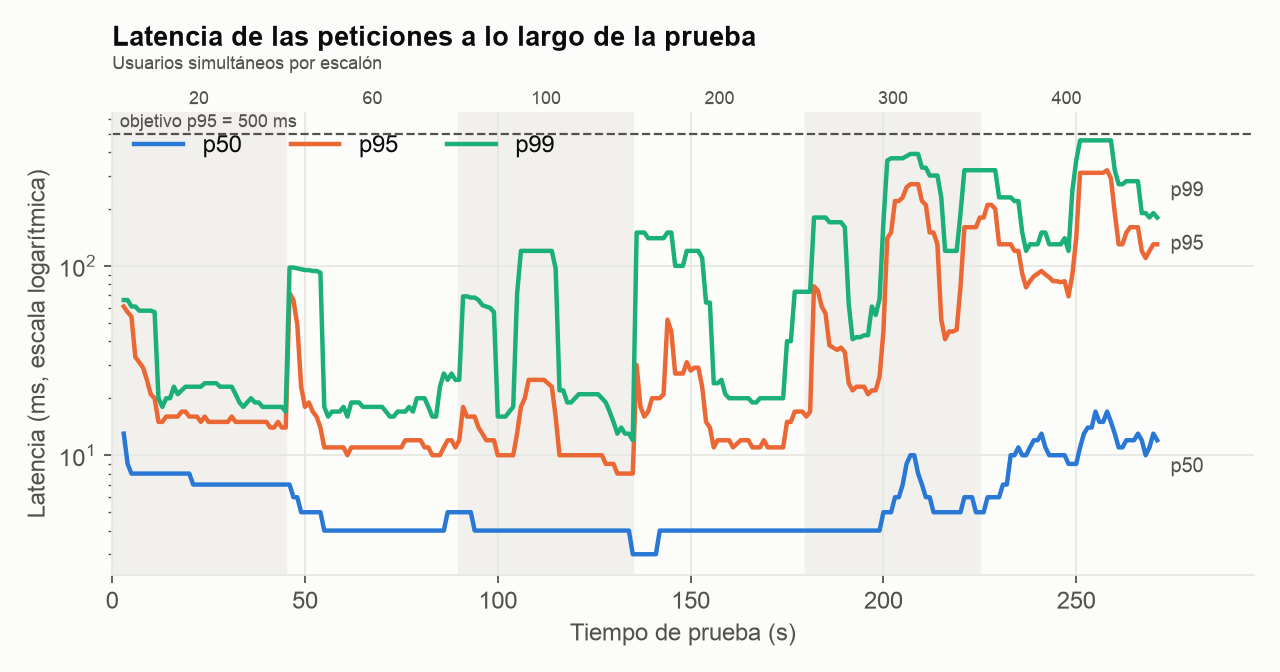 Latencia de las peticiones a lo largo de la prueba
Usuarios simultáneos por escalón
20 60 100 200 300 400
objetivo p95 = 500 ms
p50 p95 p99
p99
p95
p50
10²
10¹
Latencia (ms, escala logarítmica)
0 50 100 150 200 250
Tiempo de prueba (s)